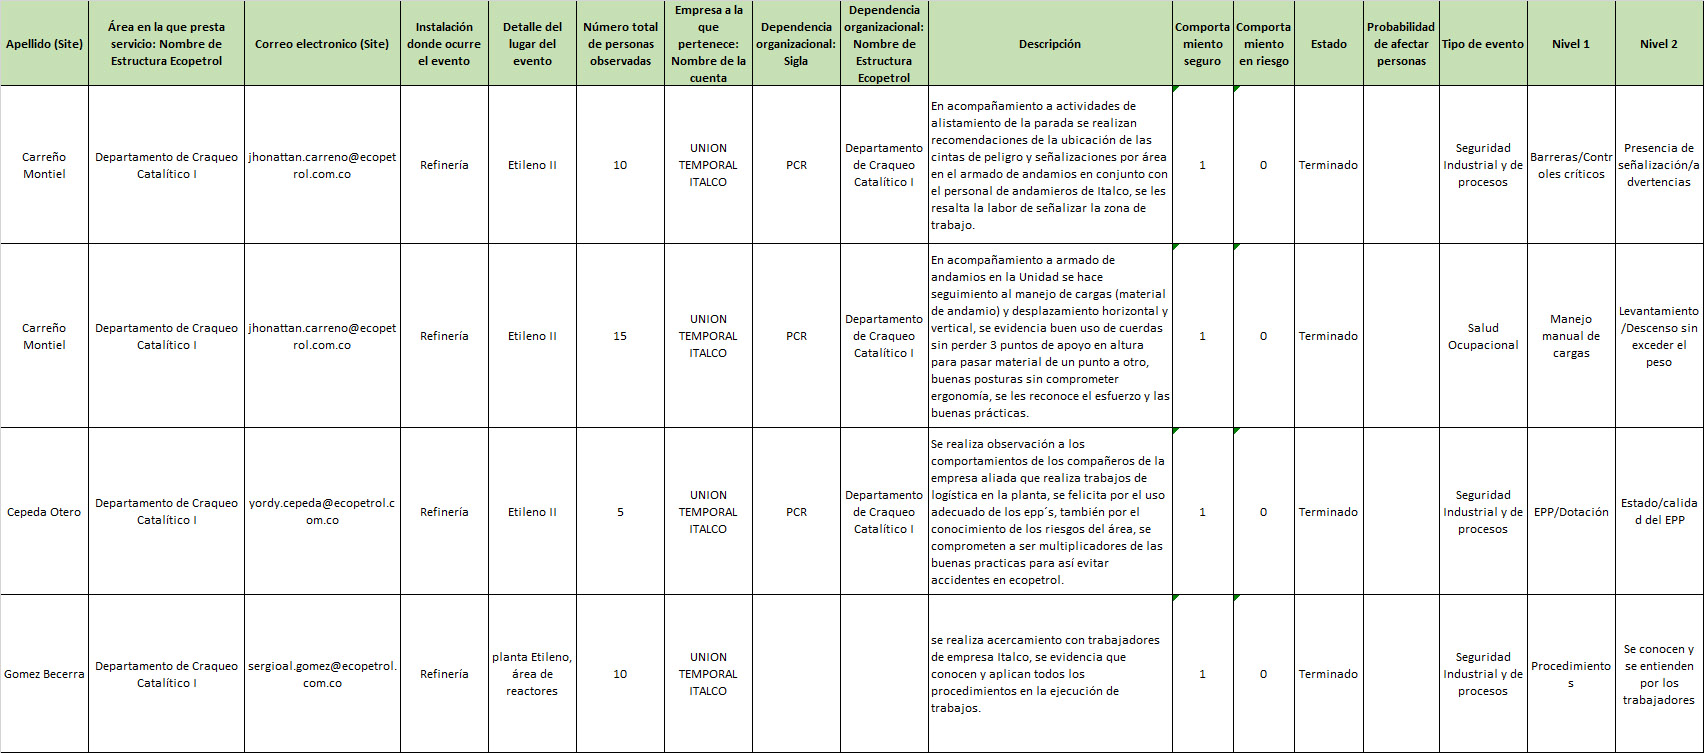 Apellido (Site)
Área en la que presta
servicio: Nombre de
Estructura Ecopetrol
Correo electronico (Site)
Instalación
donde ocurre
el evento
Detalle del
lugar del
evento
Número total
de personas
observadas
Empresa a la
que
pertenece:
Nombre de la
cuenta
Dependencia
organizacional:
Sigla
Dependencia
organizacional:
Nombre de
Estructura
Ecopetrol
Descripción
Comporta
miento
seguro
Comporta
miento
en riesgo
Estado
Probabilidad
de afectar
personas
Tipo de evento
Nivel 1
Nivel 2
Carreño
Montiel
Departamento de Craqueo
Catalítico I
jhonattan.carreno@ecopet
rol.com.co
Refinería
Etileno II
10
UNION
TEMPORAL
ITALCO
PCR
Departamento
de Craqueo
Catalítico I
En acompañamiento a actividades de
alistamiento de la parada se realizan
recomendaciones de la ubicación de las
cintas de peligro y señalizaciones por área
en el armado de andamios en conjunto con
el personal de andamieros de Italco, se les
resalta la labor de señalizar la zona de
trabajo.
1
0
Terminado
Seguridad
Industrial y de
procesos
Barreras/Contr
oles críticos
Presencia de
señalización/a
dvertencias
Carreño
Montiel
Departamento de Craqueo
Catalítico I
jhonattan.carreno@ecopet
rol.com.co
Refinería
Etileno II
15
UNION
TEMPORAL
ITALCO
PCR
Departamento
de Craqueo
Catalítico I
En acompañamiento a armado de
andamios en la Unidad se hace
seguimiento al manejo de cargas (material
de andamio) y desplazamiento horizontal y
vertical, se evidencia buen uso de cuerdas
sin perder 3 puntos de apoyo en altura
para pasar material de un punto a otro,
buenas posturas sin comprometer
ergonomía, se les reconoce el esfuerzo y las
buenas prácticas.
1
0
Terminado
Salud
Ocupacional
Manejo
manual de
cargas
Levantamiento
/Descenso sin
exceder el
peso
Cepeda Otero
Departamento de Craqueo
Catalítico I
yordy.cepeda@ecopetrol.c
om.co
Refinería
Etileno II
5
UNION
TEMPORAL
ITALCO
PCR
Departamento
de Craqueo
Catalítico I
Se realiza observación a los
comportamientos de los compañeros de la
empresa aliada que realiza trabajos de
logística en la planta, se felicita por el uso
adecuado de los epp´s, también por el
conocimiento de los riesgos del área, se
comprometen a ser multiplicadores de las
buenas practicas para así evitar
accidentes en ecopetrol.
1
0
Terminado
Seguridad
Industrial y de
procesos
EPP/Dotación
Estado/calida
d del EPP
Gomez Becerra
Departamento de Craqueo
Catalítico I
sergioal.gomez@ecopetrol.
com.co
Refinería
planta Etileno,
área de
reactores
10
UNION
TEMPORAL
ITALCO
se realiza acercamiento con trabajadores
de empresa Italco, se evidencia que
conocen y aplican todos los
procedimientos en la ejecución de
trabajos.
1
0
Terminado
Seguridad
Industrial y de
procesos
Procedimiento
s
Se conocen y
se entienden
por los
trabajadores